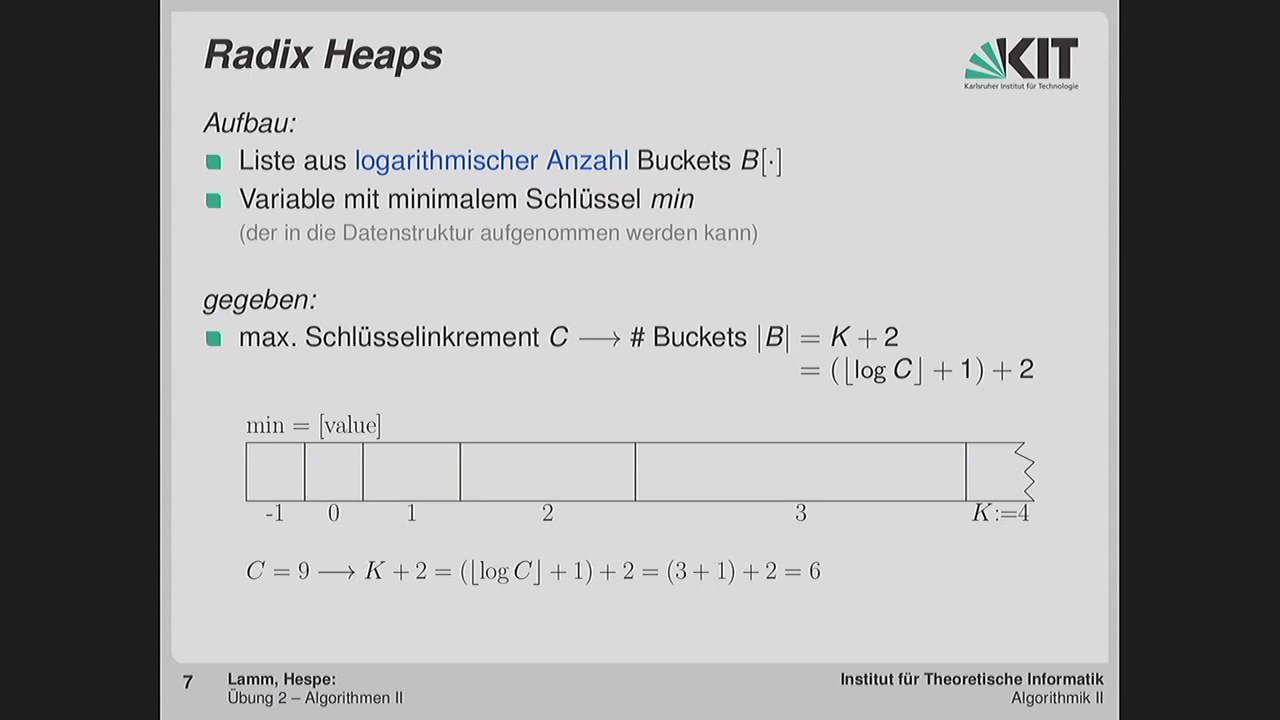 Radix Heaps
KIT
Karlsruher Institut für Technologie
Aufbau:
Liste aus logarithmischer Anzahl Buckets B[·]
Variable mit minimalem Schlüssel min
(der in die Datenstruktur aufgenommen werden kann)
gegeben:
max. Schlüsselinkrement C ⟶ # Buckets |B| = K + 2
= (⌊log C⌋ + 1) + 2
min = [value]
-1 0 1 2 3 K:=4
C = 9 ⟶ K + 2 = (⌊log C⌋ + 1) + 2 = (3 + 1) + 2 = 6
7
Lamm, Hespe:
Übung 2 – Algorithmen II
Institut für Theoretische Informatik
Algorithmik II